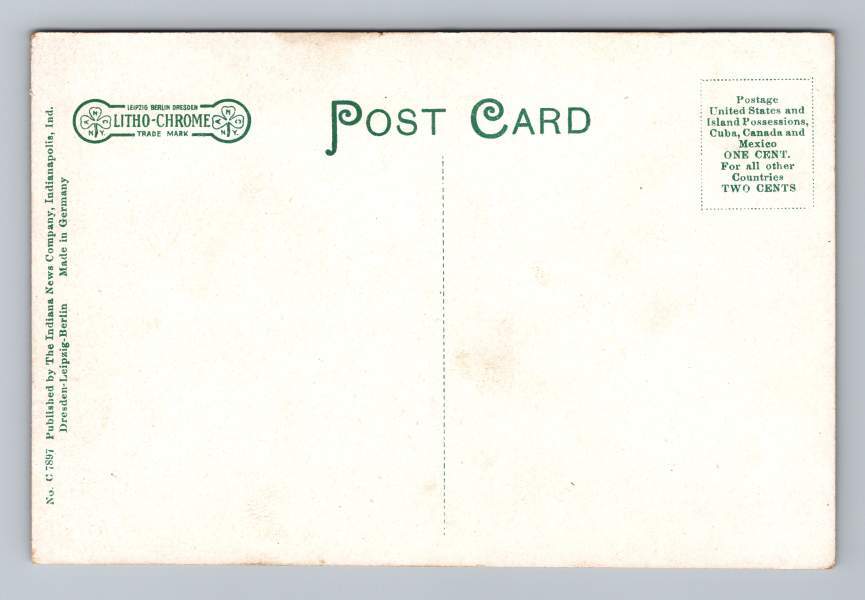 LEIPZIG BERLIN DRESDEN
LITHO-CHROME
TRADE MARK
POST CARD
Postage
United States and
Island Possessions,
Cuba, Canada and
Mexico
ONE CENT.
For all other
Countries
TWO CENTS
No. C 7897 Published by The Indiana News Company, Indianapolis, Ind.
Dresden-Leipzig-Berlin Made in Germany